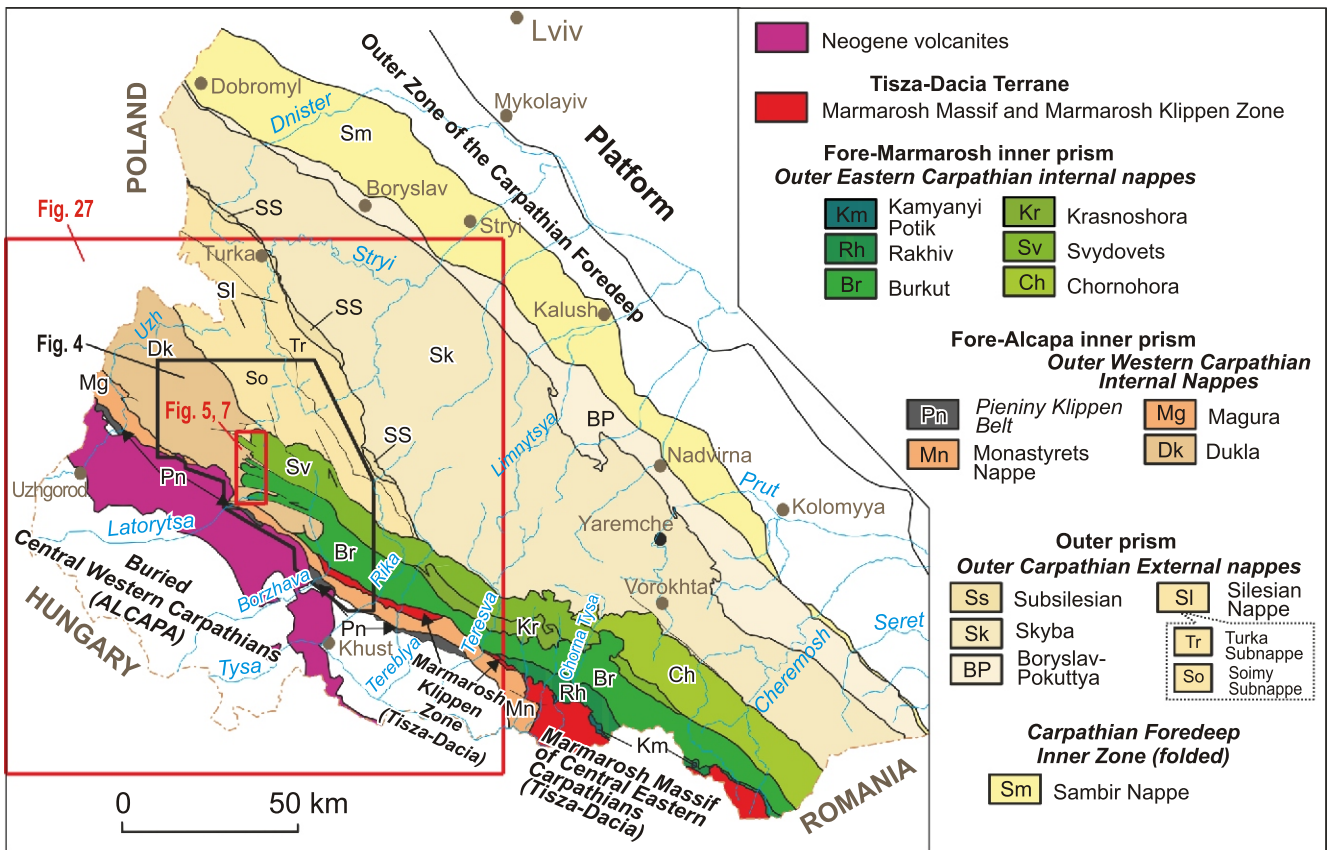 Lviv
Dobromyl
Mykolayiv
POLAND
Dnister
Sm
Outer Zone of the Carpathian Foredeep
Platform
Boryslav
Stryi
SS
Fig. 27
Turka
Stryi
Sl
SS
Kalush
Uzh
Tr
Sk
Fig. 4
Dk
So
Mg
Fig. 5, 7
BP
SS
Limnytsya
Nadvirna
Sv
Pn
Uzhgorod
Prut
Kolomyya
Latorytsa
Yaremche
Br
Rika
Vorokhta
Buried
Central Western Carpathians
(ALCAPA)
Borzhava
HUNGARY
Pn
Khust
Tysa
Tereblya
Teresva
Kr
Chorna Tysa
Seret
Cheremosh
Marmarosh
Klippen
Zone
(Tisza-Dacia)
Rh
Br
Ch
Mn
Km
Marmarosh Massif
of Central Eastern
Carpathians
(Tisza-Dacia)
ROMANIA
0 50 km
Neogene volcanites
Tisza-Dacia Terrane
Marmarosh Massif and Marmarosh Klippen Zone
Fore-Marmarosh inner prism
Outer Eastern Carpathian internal nappes
Km Kamyanyi
Potik
Rh Rakhiv
Br Burkut
Kr Krasnoshora
Sv Svydovets
Ch Chornohora
Fore-Alcapa inner prism
Outer Western Carpathian
Internal Nappes
Pn Pieniny Klippen
Belt
Mn Monastyrets
Nappe
Mg Magura
Dk Dukla
Outer prism
Outer Carpathian External nappes
Ss Subsilesian
Sk Skyba
BP Boryslav-
Pokuttya
Sl Silesian
Nappe
Tr Turka
Subnappe
So Soimy
Subnappe
Carpathian Foredeep
Inner Zone (folded)
Sm Sambir Nappe